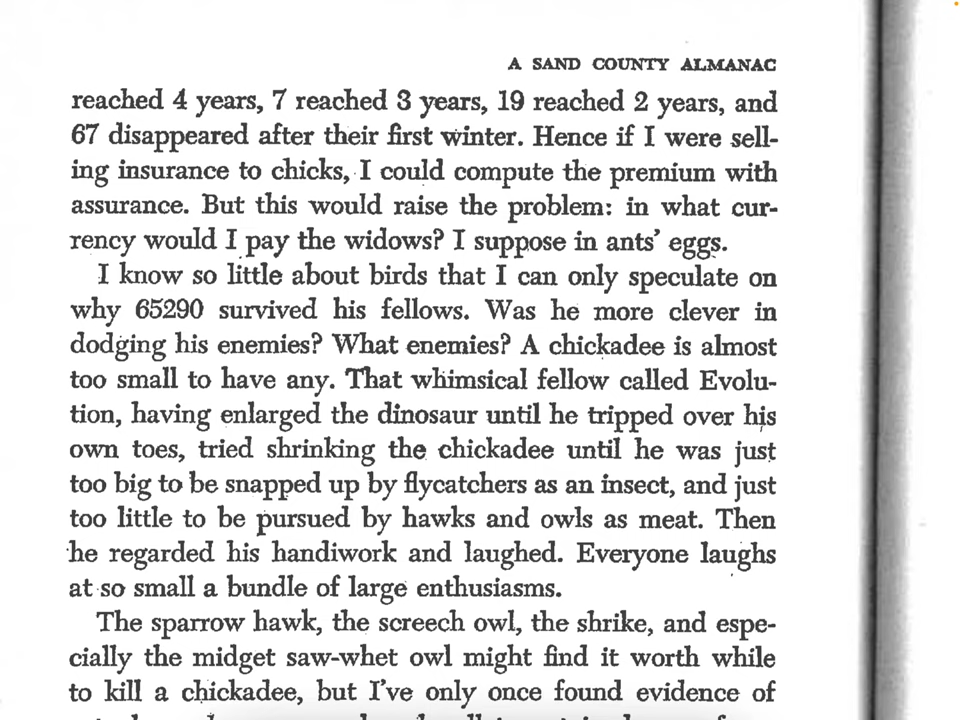 A SAND COUNTY ALMANAC
reached 4 years, 7 reached 3 years, 19 reached 2 years, and
67 disappeared after their first winter. Hence if I were sell-
ing insurance to chicks, I could compute the premium with
assurance. But this would raise the problem: in what cur-
rency would I pay the widows? I suppose in ants' eggs.
I know so little about birds that I can only speculate on
why 65290 survived his fellows. Was he more clever in
dodging his enemies? What enemies? A chickadee is almost
too small to have any. That whimsical fellow called Evolu-
tion, having enlarged the dinosaur until he tripped over his
own toes, tried shrinking the chickadee until he was just
too big to be snapped up by flycatchers as an insect, and just
too little to be pursued by hawks and owls as meat. Then
he regarded his handiwork and laughed. Everyone laughs
at so small a bundle of large enthusiasms.
The sparrow hawk, the screech owl, the shrike, and espe-
cially the midget saw-whet owl might find it worth while
to kill a chickadee, but I've only once found evidence of